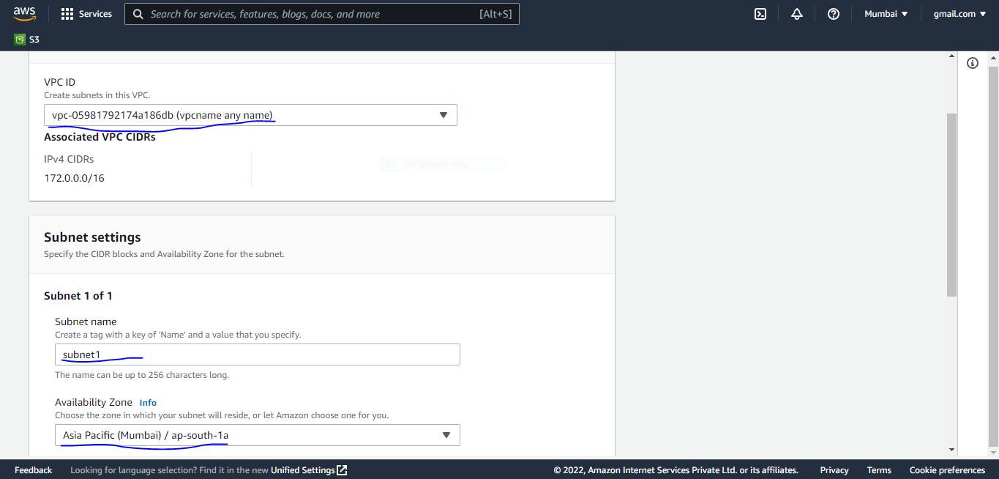 aws
Services
Search for services, features, blogs, docs, and more
[Alt+S]
Mumbai
gmail.com
S3
VPC ID
Create subnets in this VPC.
vpc-05981792174a186db (vpcname any name)
Associated VPC CIDRs
IPv4 CIDRs
172.0.0.0/16
Rectangular Snip
Subnet settings
Specify the CIDR blocks and Availability Zone for the subnet.
Subnet 1 of 1
Subnet name
Create a tag with a key of 'Name' and a value that you specify.
subnet1
The name can be up to 256 characters long.
Availability Zone Info
Choose the zone in which your subnet will reside, or let Amazon choose one for you.
Asia Pacific (Mumbai) / ap-south-1a
Feedback
Looking for language selection? Find it in the new Unified Settings
© 2022, Amazon Internet Services Private Ltd. or its affiliates.
Privacy
Terms
Cookie preferences